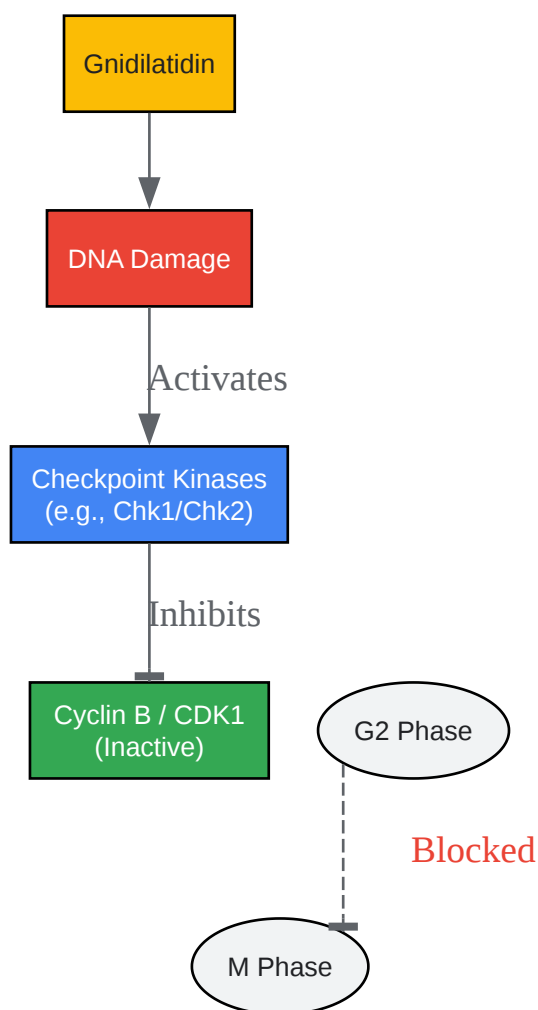 Gnidilatidin
DNA Damage
Activates
Checkpoint Kinases
(e.g., Chk1/Chk2)
Inhibits
Cyclin B / CDK1
(Inactive)
G2 Phase
Blocked
M Phase